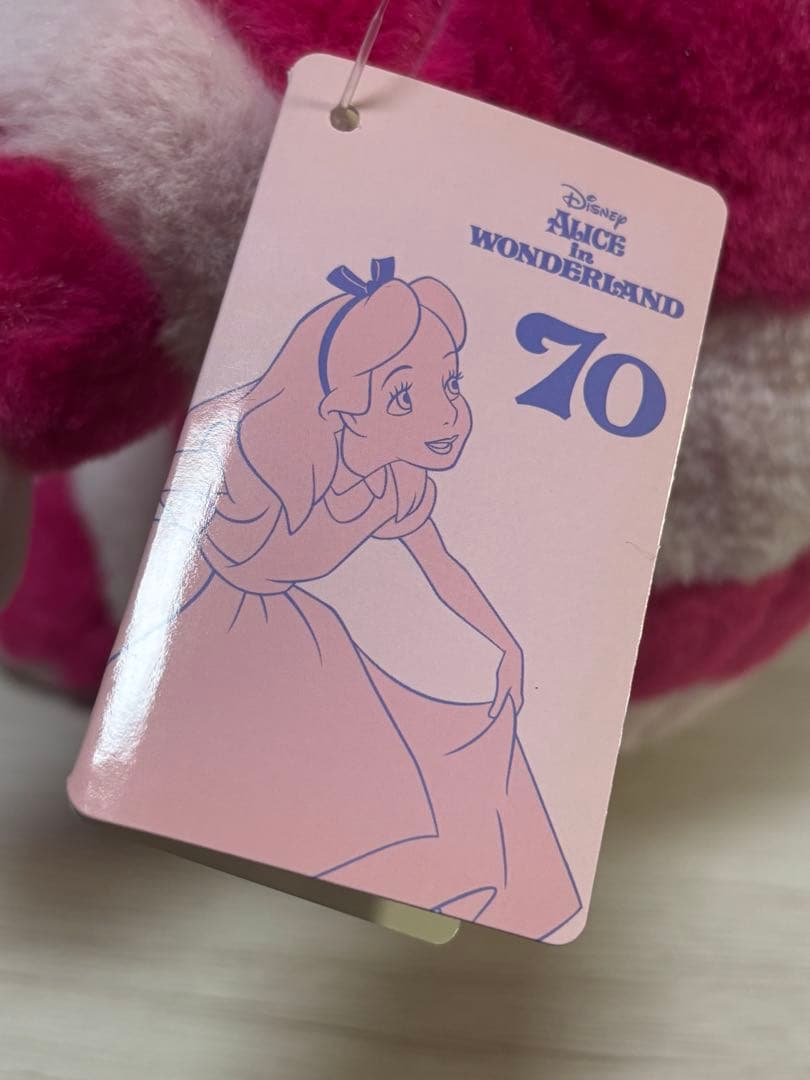 Disney
ALICE
in
WONDERLAND
70